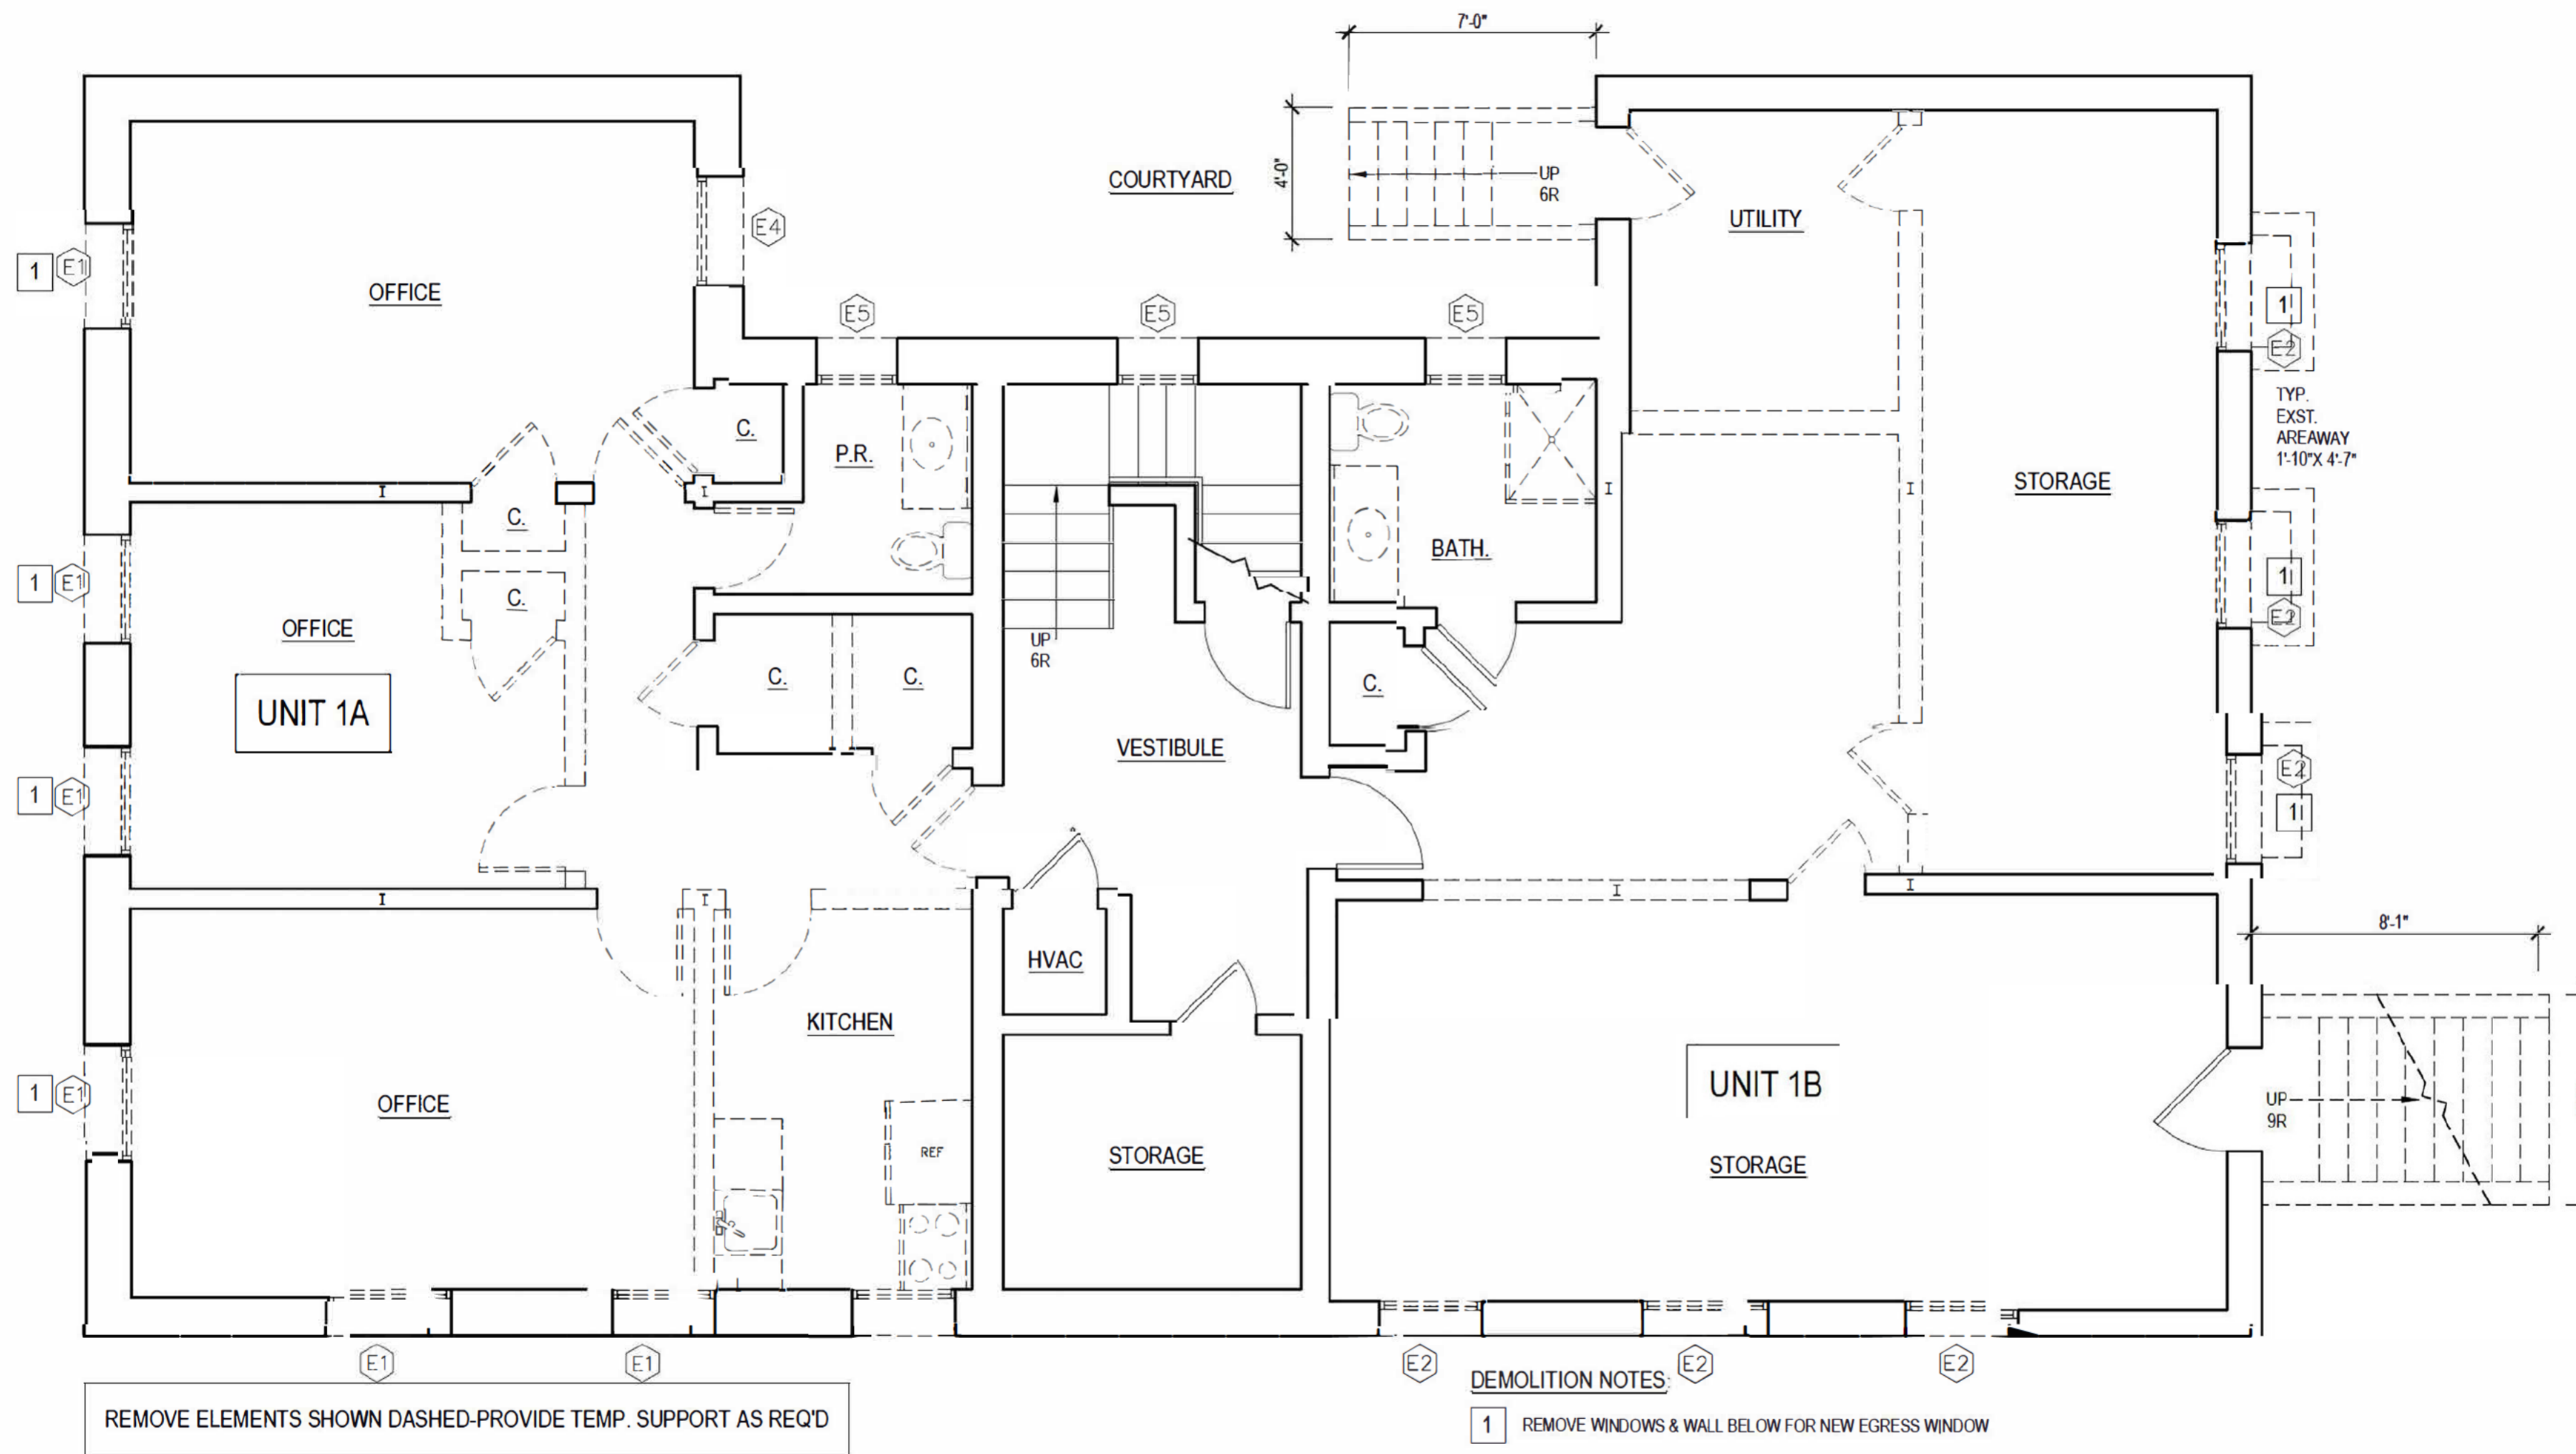 7'-0"
4'-0"
COURTYARD
UP
6R
UTILITY
E4
1
E1
OFFICE
E5
E5
E5
1
E2
TYP.
EXST.
AREAWAY
1'-10"X 4'-7"
C.
P.R.
STORAGE
I
I
I
I
C.
BATH.
1
E1
C.
1
E2
OFFICE
UP
6R
C.
C.
C.
UNIT 1A
VESTIBULE
E2
1
1
E1
I
I
I
I
8'-1"
HVAC
KITCHEN
UNIT 1B
1
E1
OFFICE
UP
9R
REF
STORAGE
STORAGE
E1
E1
E2
E2
E2
DEMOLITION NOTES:
REMOVE ELEMENTS SHOWN DASHED-PROVIDE TEMP. SUPPORT AS REQ'D
1 REMOVE WINDOWS & WALL BELOW FOR NEW EGRESS WINDOW